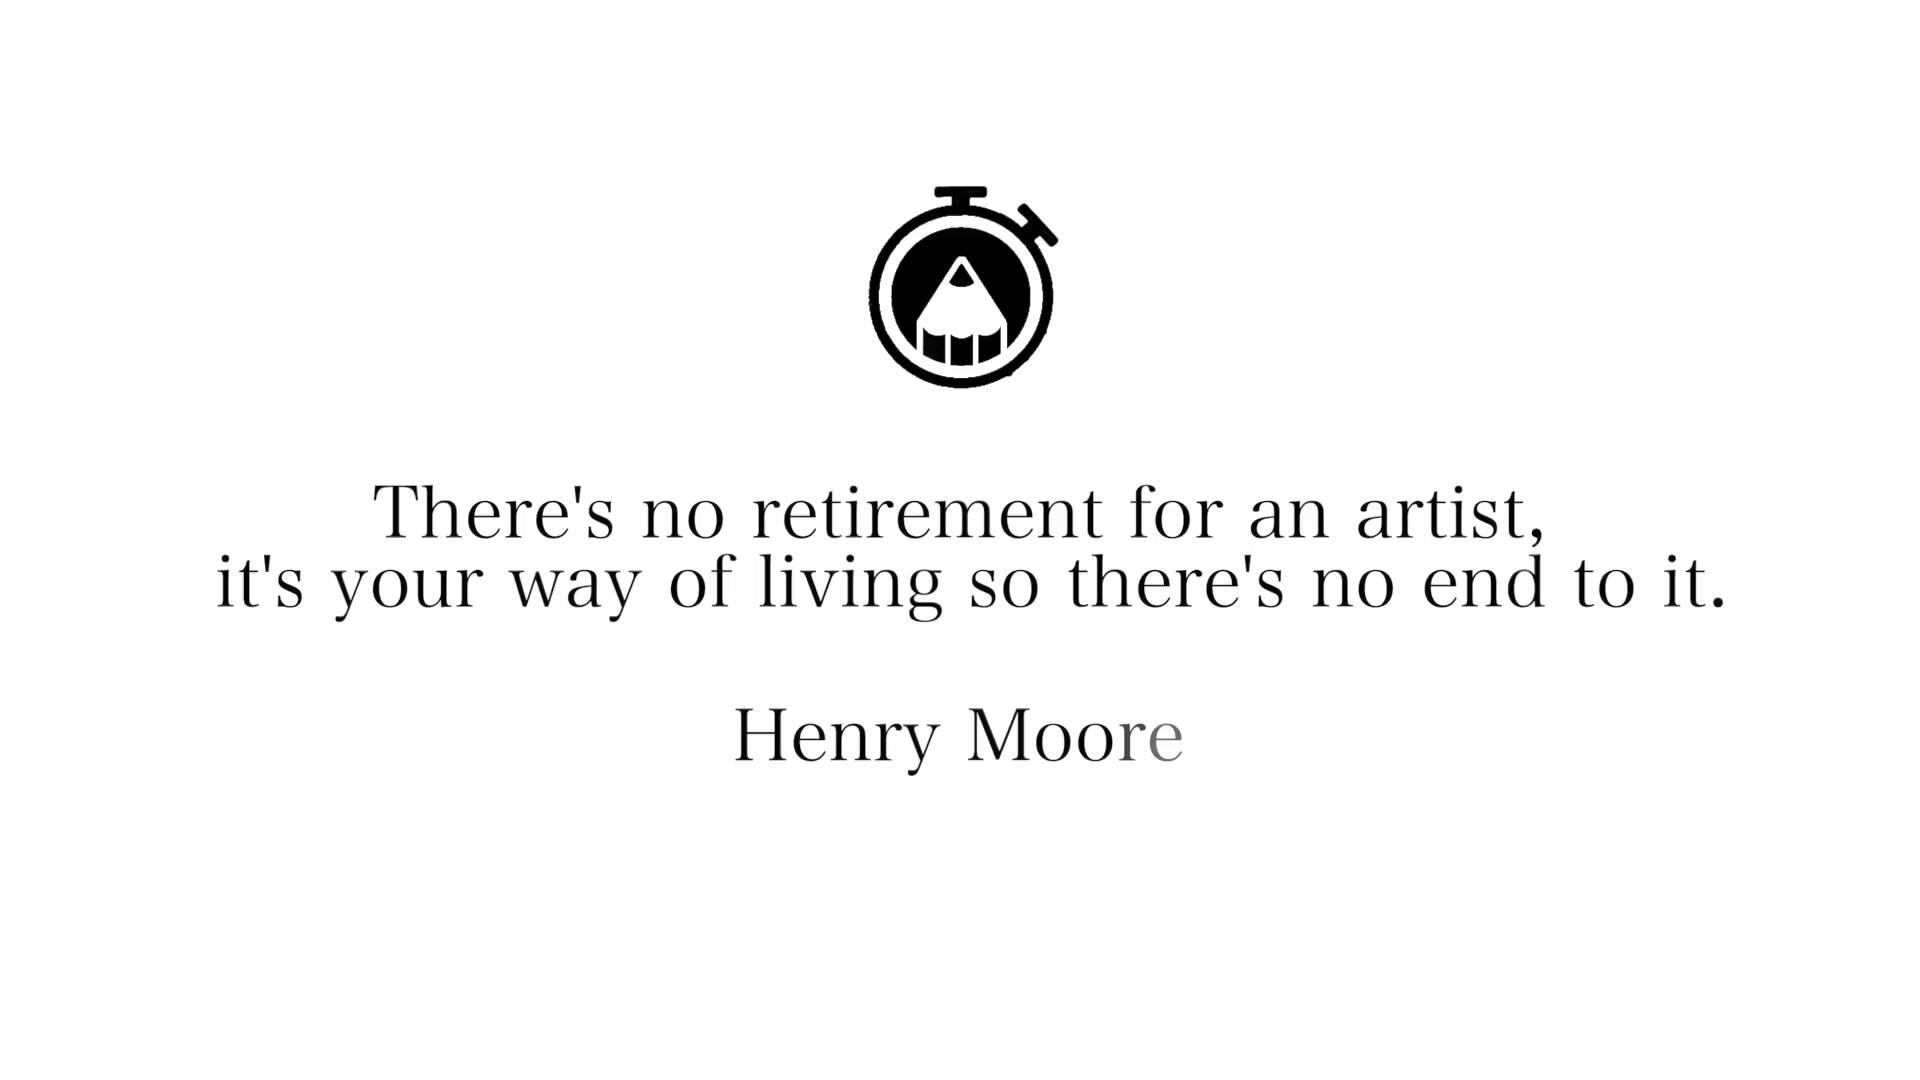 There's no retirement for an artist,
it's your way of living so there's no end to it.
Henry Moore